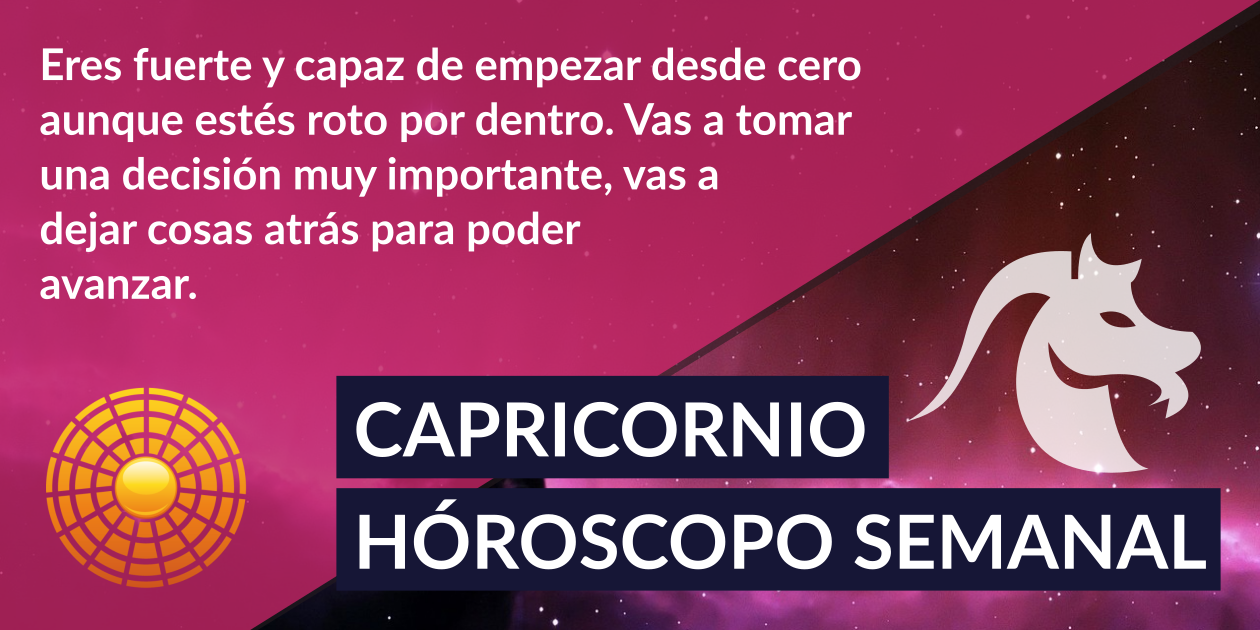 Eres fuerte y capaz de empezar desde cero
aunque estés roto por dentro. Vas a tomar
una decisión muy importante, vas a
dejar cosas atrás para poder
avanzar.
CAPRICORNIO
HÓROSCOPO SEMANAL